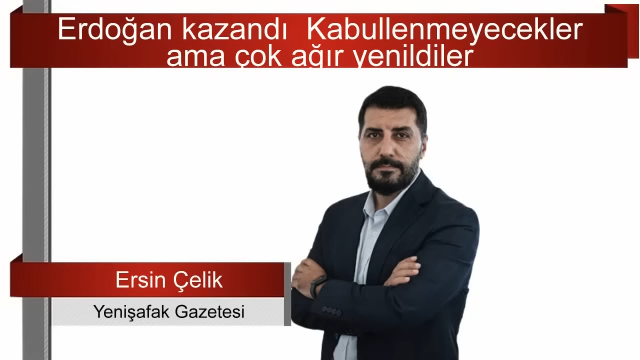 Erdoğan kazandı  Kabullenmeyecekler
ama çok ağır yenildiler
Ersin Çelik
Yenişafak Gazetesi